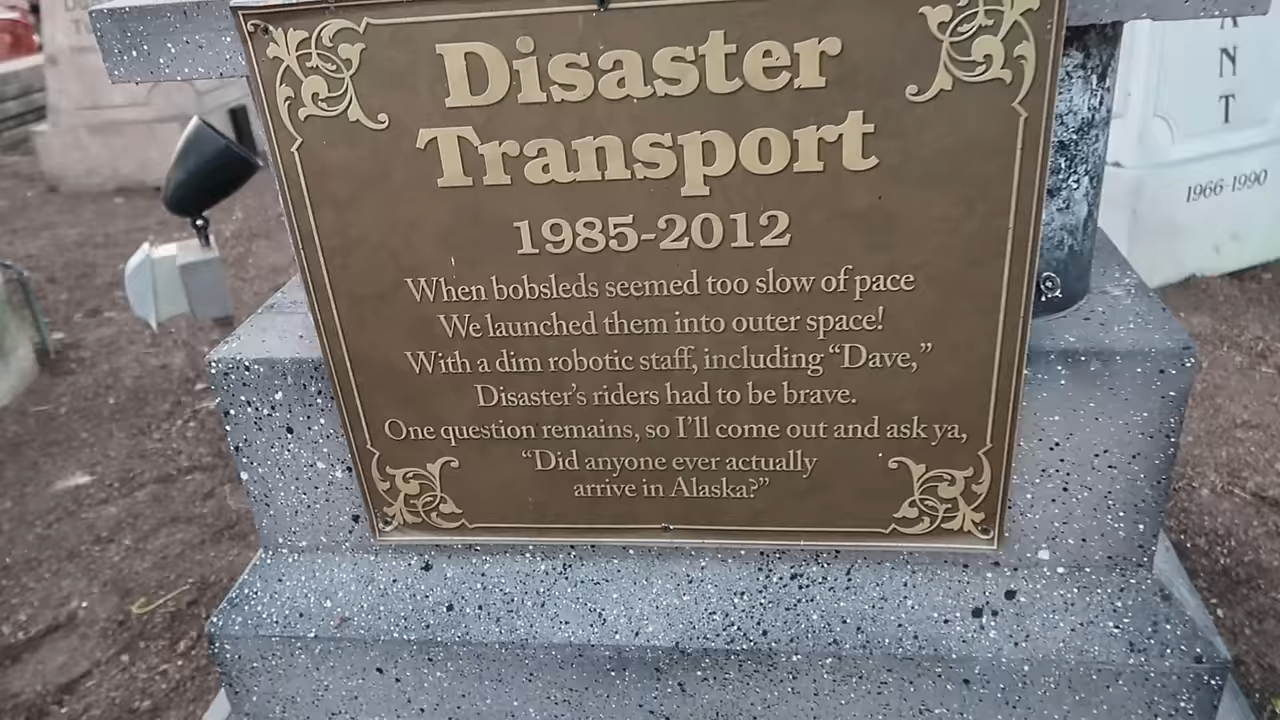 Disaster
Transport
1985-2012
When bobsleds seemed too slow of pace
We launched them into outer space!
With a dim robotic staff, including “Dave,”
Disaster’s riders had to be brave.
One question remains, so I’ll come out and ask ya,
“Did anyone ever actually
arrive in Alaska?”
A
N
T
1966-1990